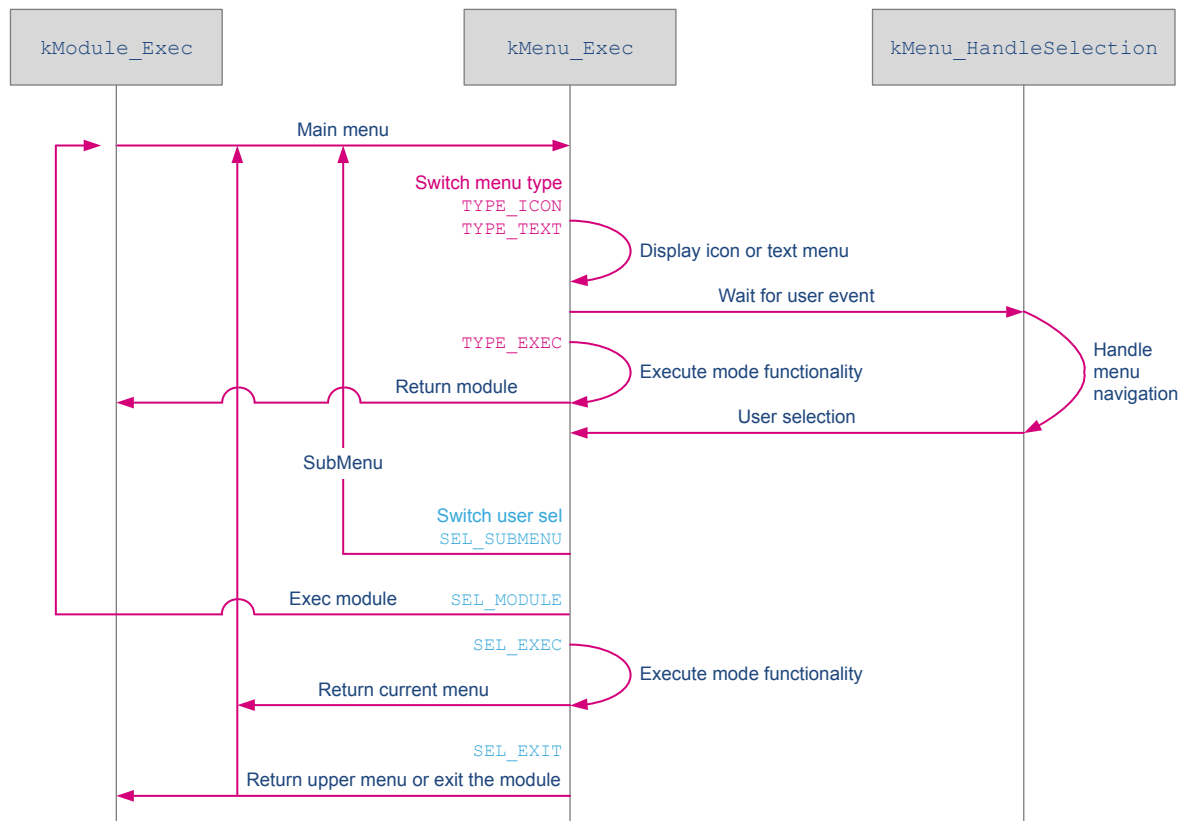 kModule_Exec
kMenu_Exec
kMenu_HandleSelection
Main menu
Switch menu type
TYPE_ICON
TYPE_TEXT
Display icon or text menu
Wait for user event
TYPE_EXEC
Execute mode functionality
Handle
menu
navigation
Return module
User selection
SubMenu
Switch user sel
SEL_SUBMENU
Exec module
SEL_MODULE
SEL_EXEC
Execute mode functionality
Return current menu
SEL_EXIT
Return upper menu or exit the module